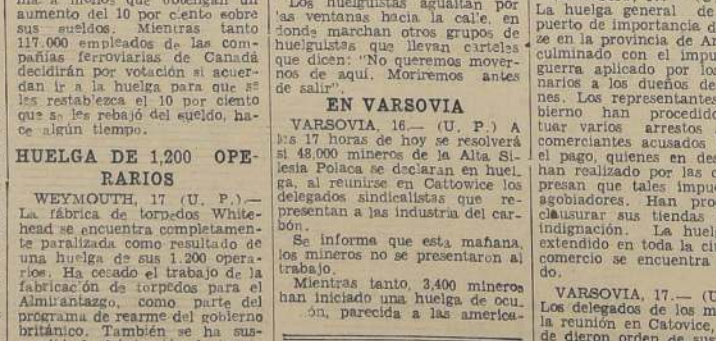 aumento del 10 por ciento sobre
sus sueldos. Mientras tanto
117.000 empleados de las com-
pañias ferroviarias de Canadá
decidirán por votación si acuer-
dan ir a la huelga para que se
les restab'ezca el 10 por ciento
que se les rebajó del sueldo, ha-
ce algún tiempo.
HUELGA DE 1,200 OPE-
RARIOS
WEYMOUTH, 17 (U. P.).—
La fábrica de torpedos White-
head se encuentra completamen-
te paralizada como resultado de
una huelga de sus 1.200 opera-
rios. Ha cesado el trabajo de la
fabricac'ón de torpedos para el
Almirantazgo, como parte del
programa de rearme del gobierno
británico. También se ha sus-
Los huelguistas aguaitan por
'as ventanas hacia la cal'e, en
donde marchan otros grupos de
huelguistas que llevan carteles
que dicen: "No queremos mover-
nos de aquí. Moriremos antes
de salir".
EN VARSOVIA
VARSOVIA, 16.— (U. P.) A
las 17 horas de hoy se resolverá
si 48,000 mineros de la Alta Si-
lesia Polaca se declaran en huel
ga, al reunirse en Cattowice los
delegados sindicalistas que re-
presentan a las industria del car-
bón.
Se informa que esta mañana,
los mineros no se presentaron al
trabajo.
Mientras tanto, 3,400 mineros
han iniciado una huelga de ocu
ón, parecida a las america-
La huelga general de
puerto de importancia d
ze en la provincia de An
culminado con el impu
guerra aplicado por los
narios a los dueños de
nes. Los representantes
bierno han procedido
tuar varios arrestos
comerciantes acusados
el pago, quienes en des
han realizado por las c
presan que tales impu
agobiadores. Han pro
clausurar sus tiendas
indignación. La huel
extendido en toda la ci
comercio se encuentra
do.
VARSOVIA, 17.— (U
Los delegados de los m
la reunión en Catovice,
de dieron orden de sus